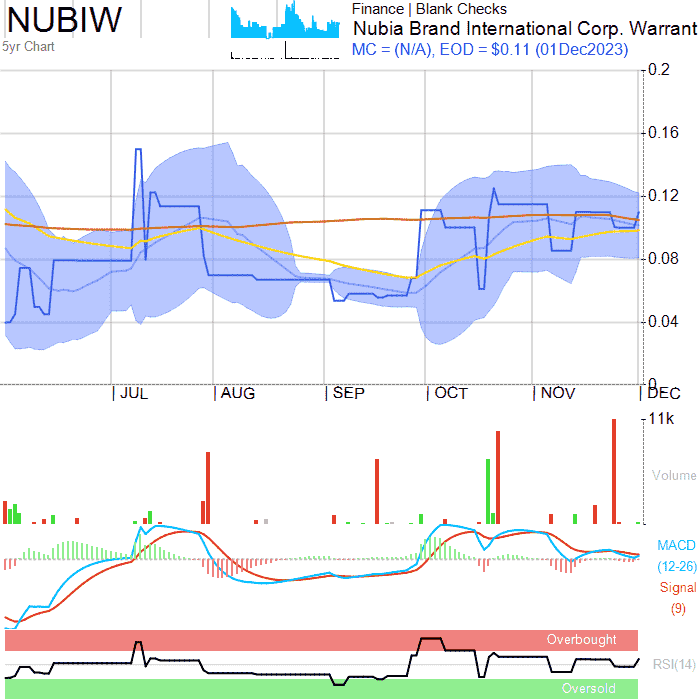 NUBIW
Finance | Blank Checks
Nubia Brand International Corp. Warrant
5yr Chart
MC = (N/A), EOD = $0.11 (01Dec2023)
0.2
0.16
0.12
0.08
0.04
0
JUL AUG SEP OCT NOV DEC
11k
Volume
MACD
(12-26)
Signal
(9)
Overbought
RSI(14)
Oversold